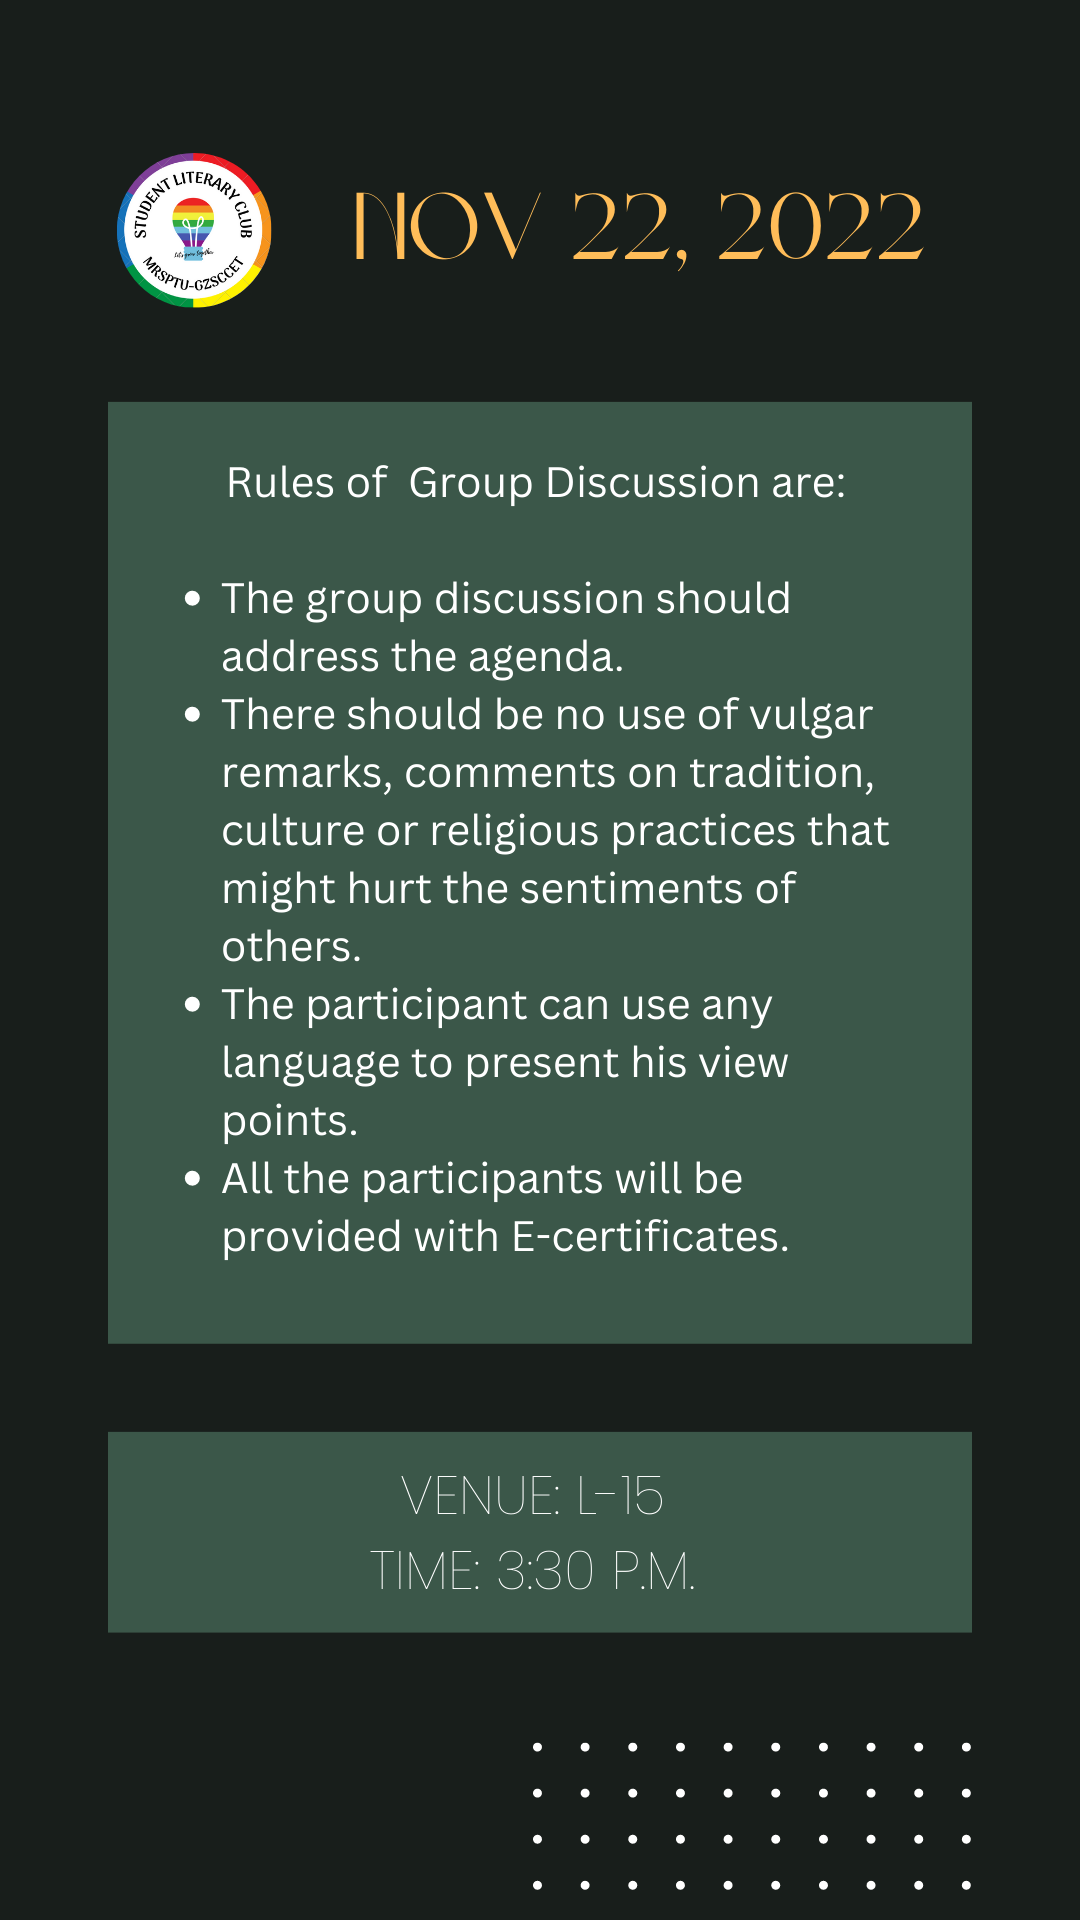 STUDENT LITERARY CLUB
Let's grow together
MRSPTU-GZSCCET
NOV 22, 2022
Rules of  Group Discussion are:
• The group discussion should
address the agenda.
• There should be no use of vulgar
remarks, comments on tradition,
culture or religious practices that
might hurt the sentiments of
others.
• The participant can use any
language to present his view
points.
• All the participants will be
provided with E-certificates.
VENUE: L-15
TIME: 3:30 P.M.